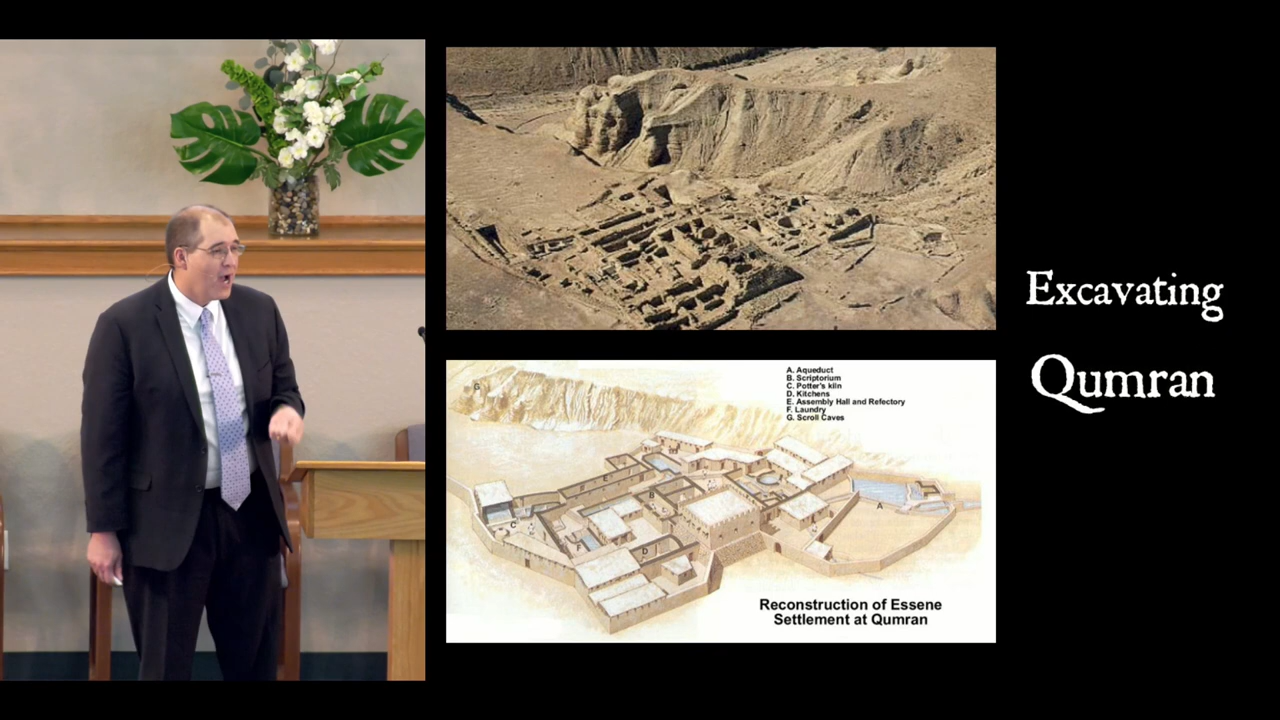 Excavating
Qumran
A. Aqueduct
B. Scriptorium
C. Potter's kiln
D. Kitchens
E. Assembly Hall and Refectory
F. Laundry
G. Scroll Caves
G
E
B
A
C
F
D
Reconstruction of Essene
Settlement at Qumran